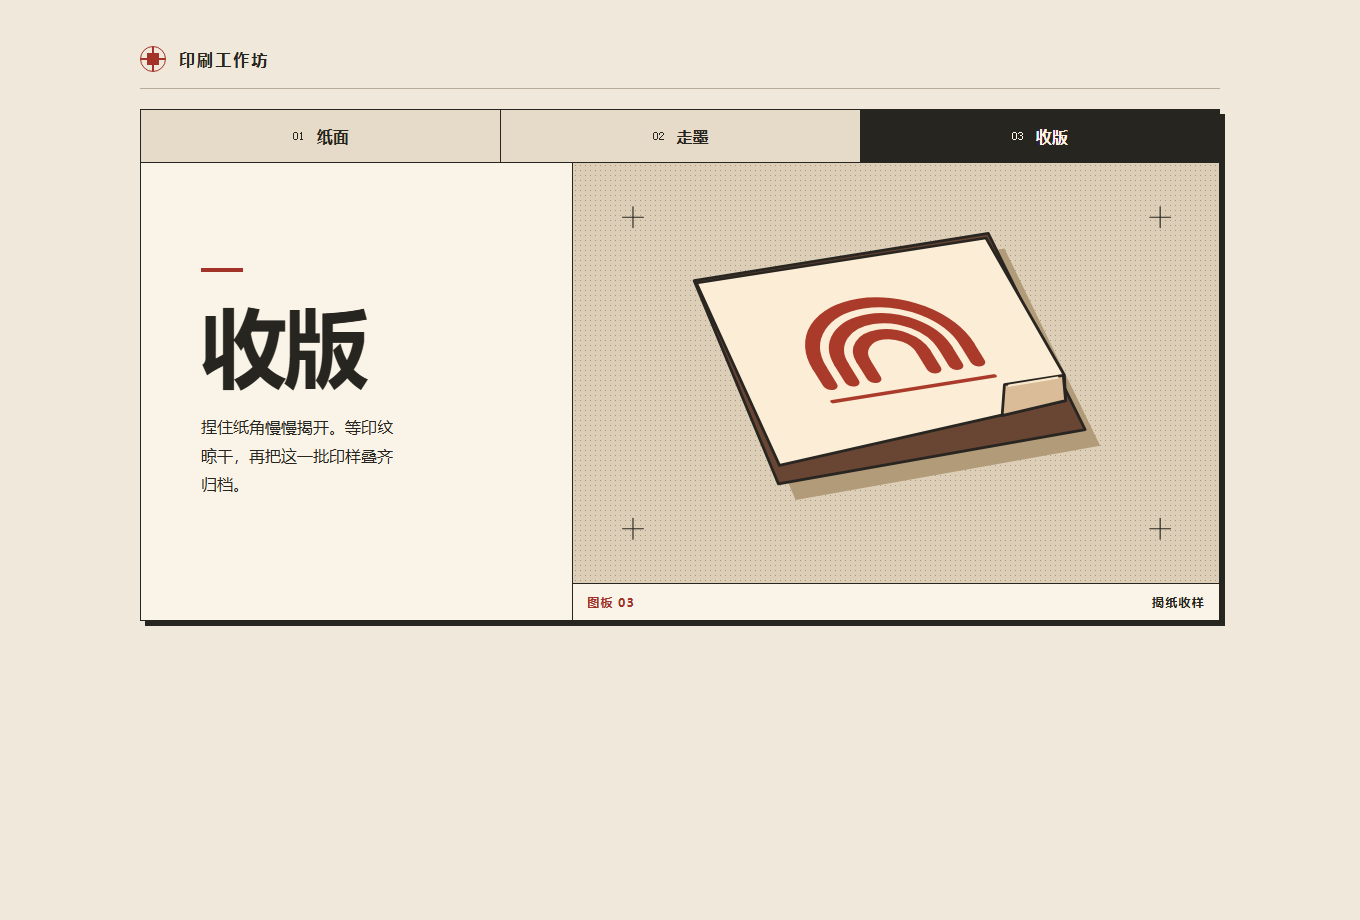 印刷工作坊
01 纸面
02 走墨
03 收版
收版
捏住纸角慢慢揭开。等印纹
晾干，再把这一批印样叠齐
归档。
图板 03
揭纸收样